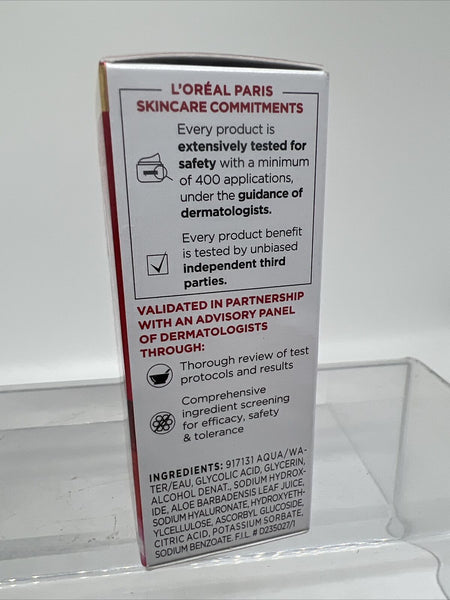 L'ORÉAL PARIS
SKINCARE COMMITMENTS
Every product is
extensively tested for
safety with a minimum
of 400 applications,
under the guidance of
dermatologists.
Every product benefit
is tested by unbiased
independent third
parties.
VALIDATED IN PARTNERSHIP
WITH AN ADVISORY PANEL
OF DERMATOLOGISTS
THROUGH:
Thorough review of test
protocols and results
Comprehensive
ingredient screening
for efficacy, safety
& tolerance
INGREDIENTS: 917131 AQUA/WA-
TER/EAU, GLYCOLIC ACID, GLYCERIN,
ALCOHOL DENAT., SODIUM HYDROX-
IDE, ALOE BARBADENSIS LEAF JUICE,
SODIUM HYALURONATE, HYDROXYETH-
YLCELLULOSE, ASCORBYL GLUCOSIDE,
CITRIC ACID, POTASSIUM SORBATE,
SODIUM BENZOATE. F.I.L. # D235027/1